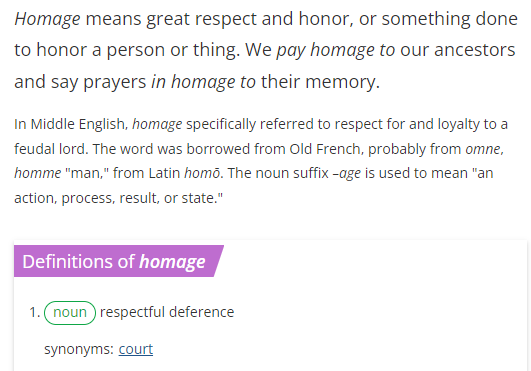 Homage means great respect and honor, or something done
to honor a person or thing. We pay homage to our ancestors
and say prayers in homage to their memory.
In Middle English, homage specifically referred to respect for and loyalty to a
feudal lord. The word was borrowed from Old French, probably from omne,
homme "man," from Latin homō. The noun suffix –age is used to mean "an
action, process, result, or state."
Definitions of homage
1. noun respectful deference
synonyms: court